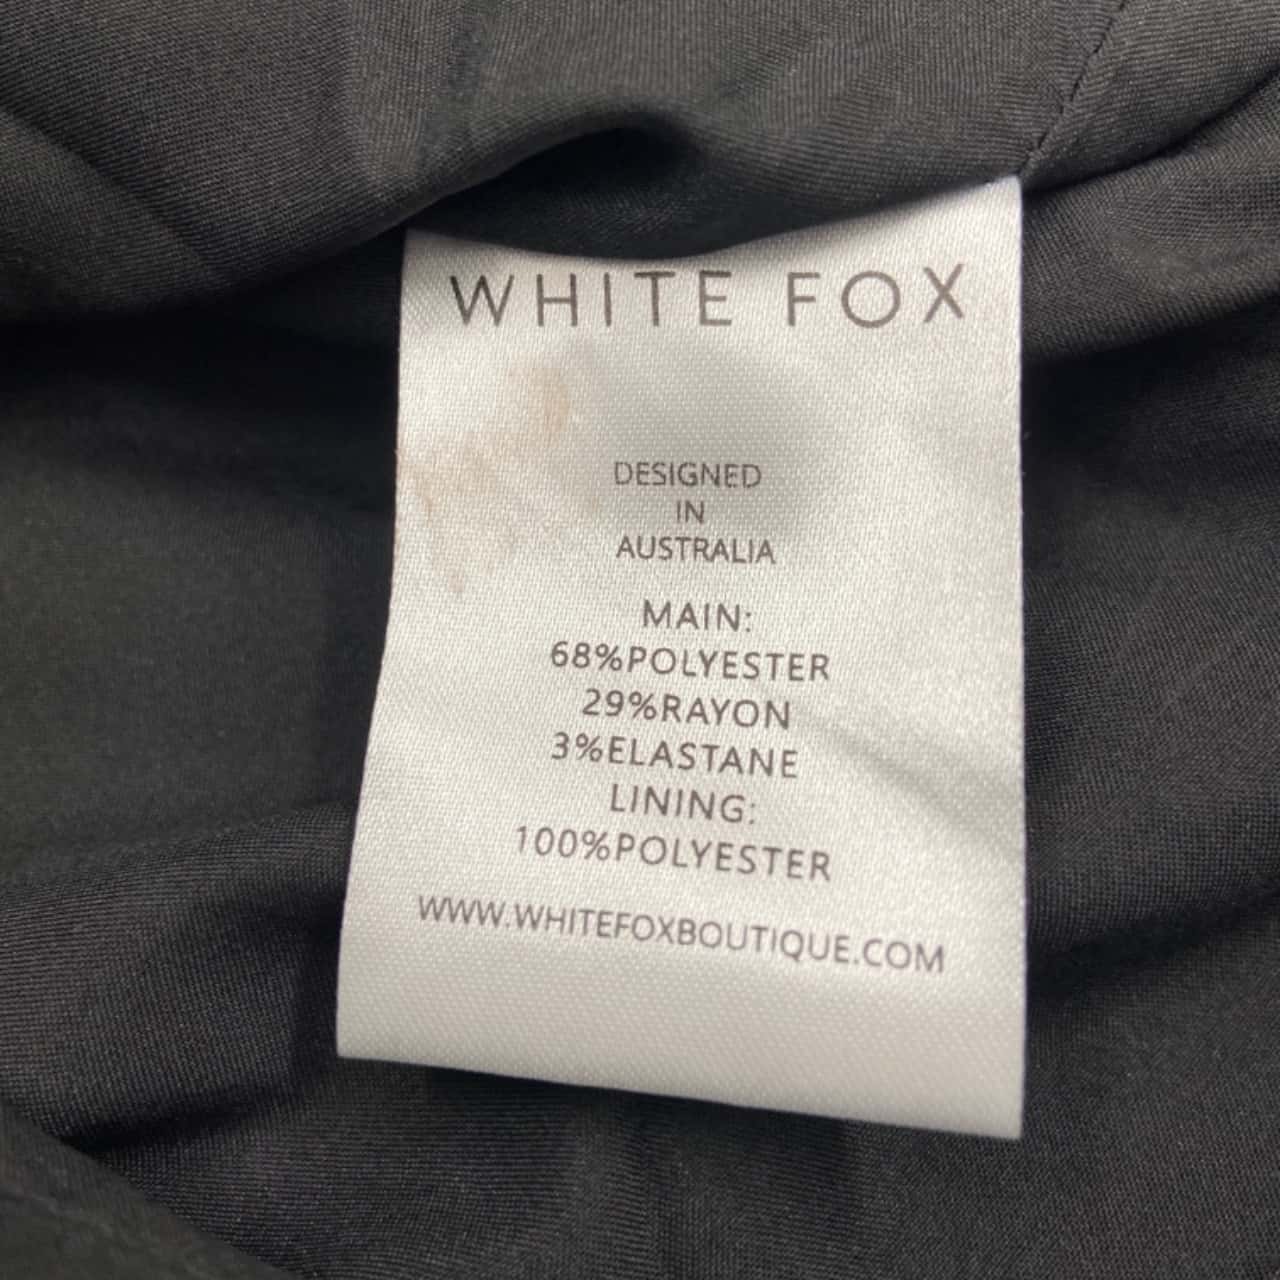 WHITE FOX
DESIGNED
IN
AUSTRALIA
MAIN:
68%POLYESTER
29%RAYON
3%ELASTANE
LINING:
100%POLYESTER
WWW.WHITEFOXBOUTIQUE.COM